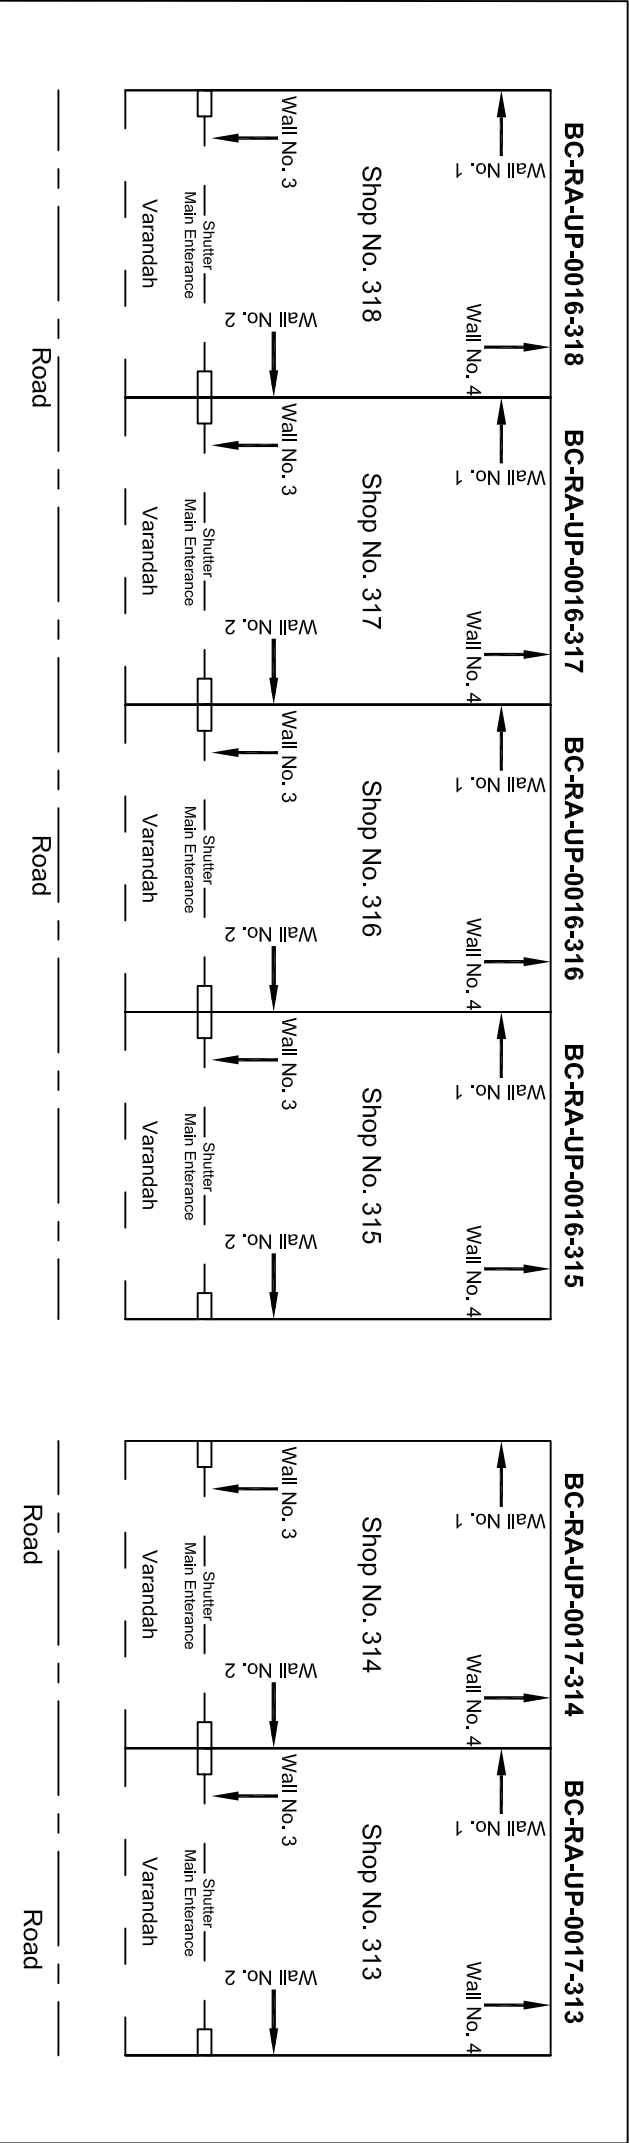 BC-RA-UP-0016-318
Wall No. 1
Wall No. 4
Shop No. 318
Wall No. 3
Wall No. 2
Shutter
Main Enterance
Varandah
BC-RA-UP-0016-317
Wall No. 1
Wall No. 4
Shop No. 317
Wall No. 3
Wall No. 2
Shutter
Main Enterance
Varandah
BC-RA-UP-0016-316
Wall No. 1
Wall No. 4
Shop No. 316
Wall No. 3
Wall No. 2
Shutter
Main Enterance
Varandah
BC-RA-UP-0016-315
Wall No. 1
Wall No. 4
Shop No. 315
Wall No. 3
Wall No. 2
Shutter
Main Enterance
Varandah
Road
Road
BC-RA-UP-0017-314
Wall No. 1
Wall No. 4
Shop No. 314
Wall No. 3
Wall No. 2
Shutter
Main Enterance
Varandah
BC-RA-UP-0017-313
Wall No. 1
Wall No. 4
Shop No. 313
Wall No. 3
Wall No. 2
Shutter
Main Enterance
Varandah
Road
Road